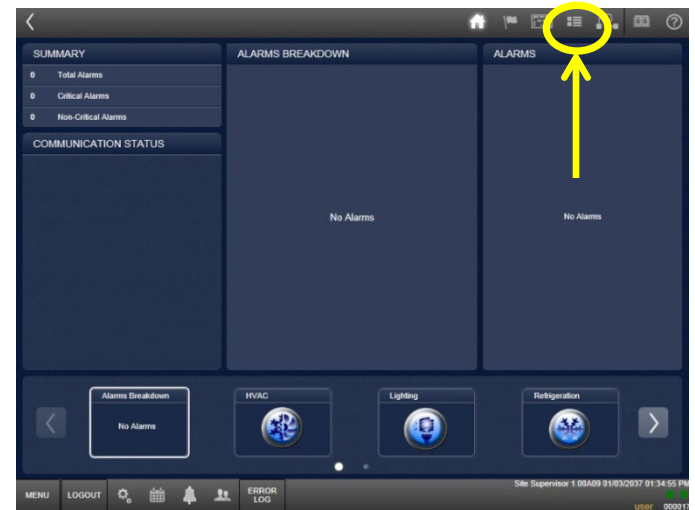 SUMMARY
0 Total Alarms
0 Critical Alarms
0 Non-Critical Alarms
COMMUNICATION STATUS
ALARMS BREAKDOWN
No Alarms
ALARMS
No Alarms
Alarms Breakdown
No Alarms
HVAC
Lighting
Refrigeration
MENU
LOGOUT
ERROR
LOG
Site Supervisor 1.00A09 01/03/2037 01:34:55 PM
user 000017